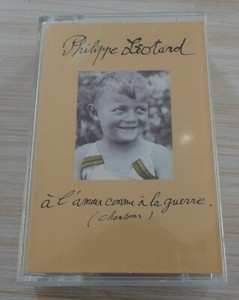 Philippe Léotard
à l'amour comme à la guerre.
(chansons)